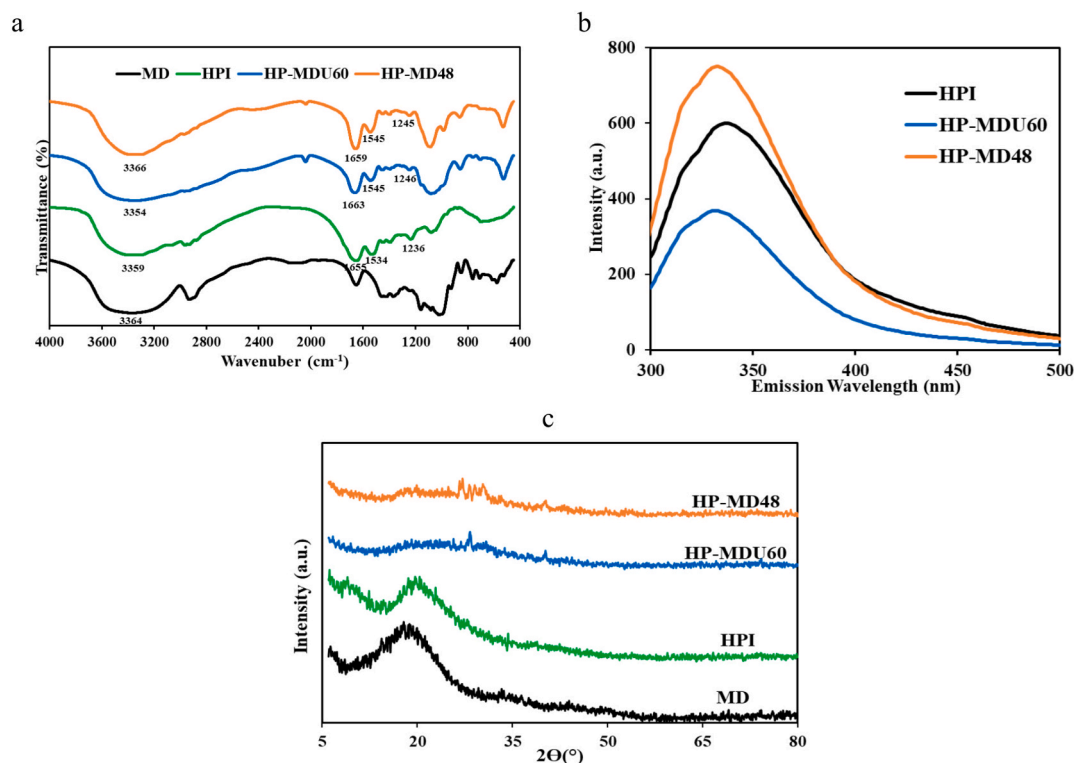 a
MD HPI HP-MDU60 HP-MD48
Transmittance (%)
3366 1659 1545 1245
3354 1663 1545 1246
3359 1655 1534 1236
3364
4000 3600 3200 2800 2400 2000 1600 1200 800 400
Wavenuber (cm-1)
b
Intensity (a.u.)
800
600
400
200
0
HPI
HP-MDU60
HP-MD48
300 350 400 450 500
Emission Wavelength (nm)
c
Intensity (a.u.)
HP-MD48
HP-MDU60
HPI
MD
5 20 35 50 65 80
2Θ(°)